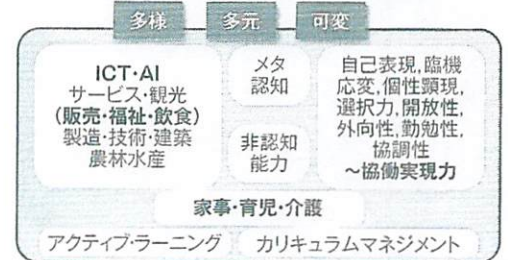 多様 多元 可変
ICT・AI
サービス・観光
(販売・福祉・飲食)
製造・技術・建築
農林水産
メタ
認知
非認知
能力
自己表現,臨機
応変,個性顕現,
選択力,開放性,
外向性,勤勉性,
協調性
～協働実現力
家事・育児・介護
アクティブ・ラーニング カリキュラムマネジメント